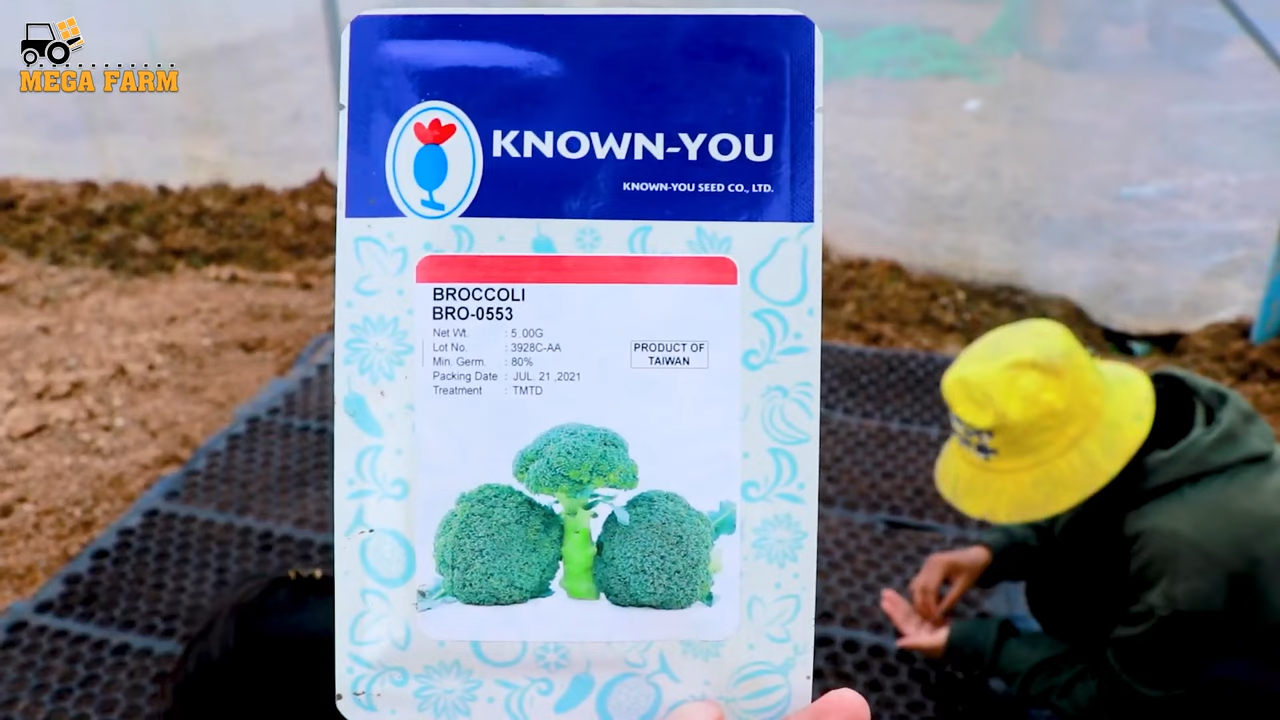 MEGA FARM
KNOWN-YOU
KNOWN-YOU SEED CO., LTD.
BROCCOLI
BRO-0553
Net Wt. : 5.00G
Lot No. : 3928C-AA
Min. Germ. : 80%
Packing Date : JUL. 21 ,2021
Treatment : TMTD
PRODUCT OF
TAIWAN